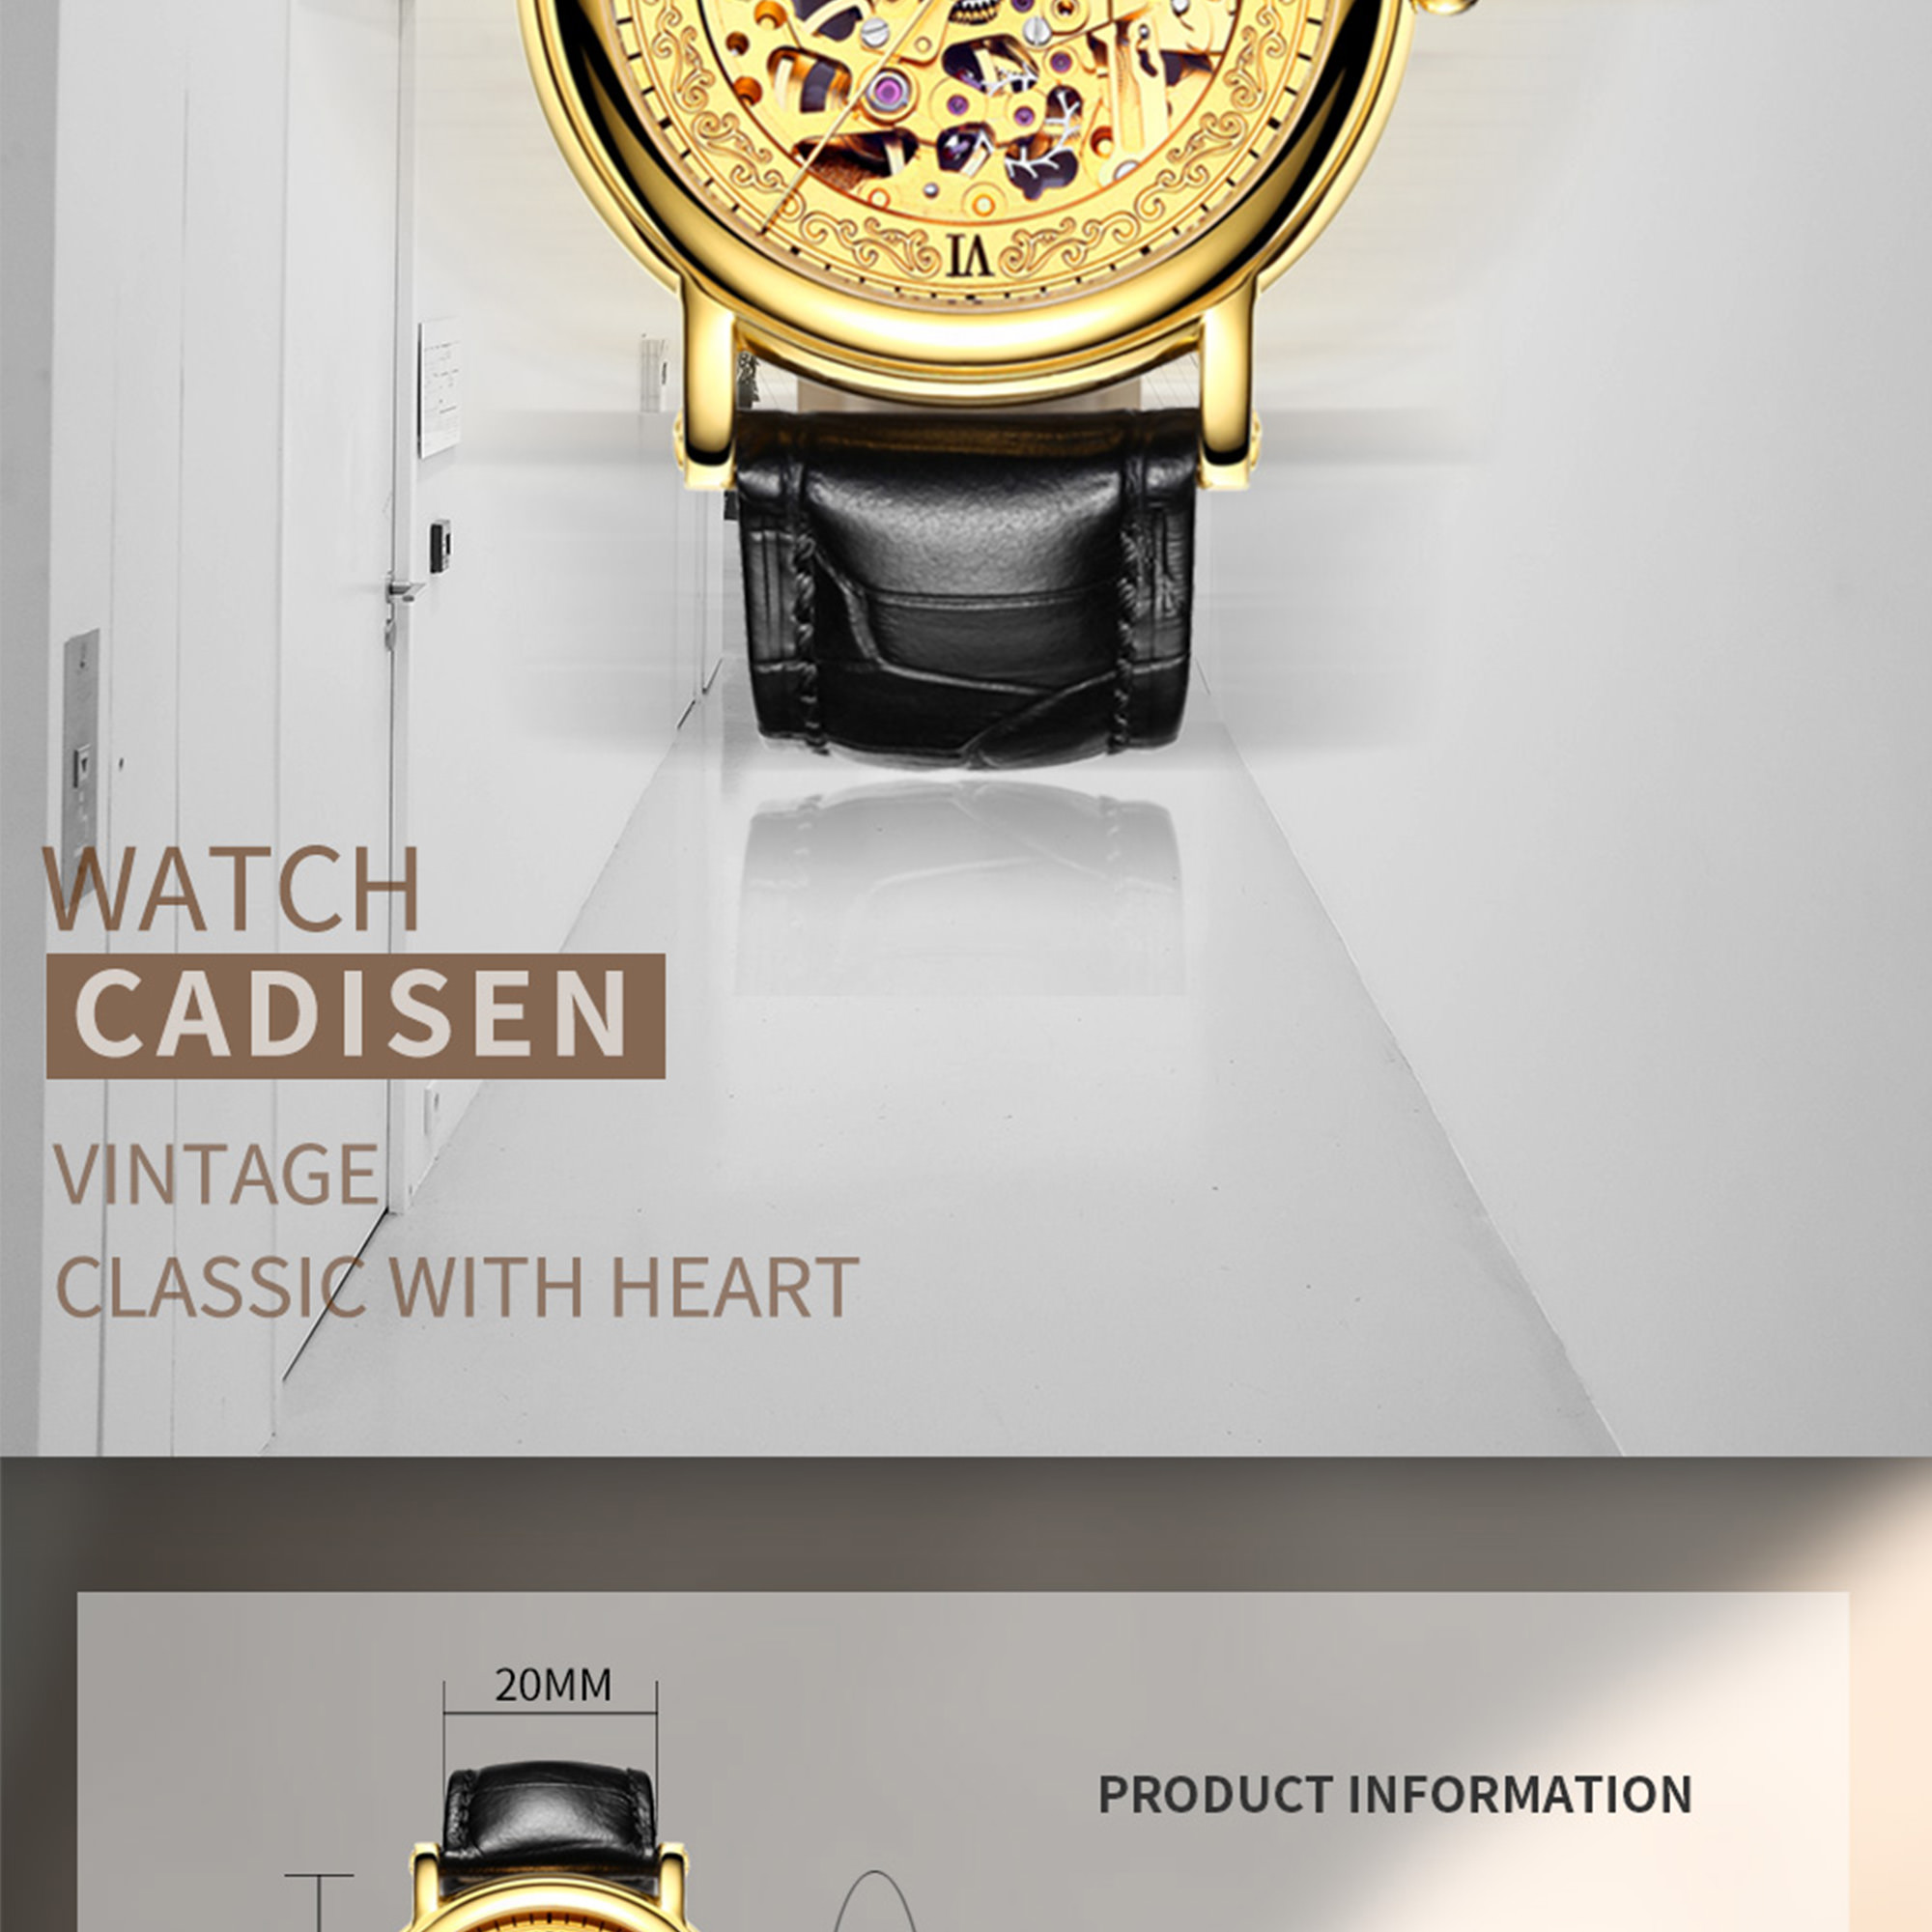 VI
WATCH
CADISEN
VINTAGE
CLASSIC WITH HEART
20MM
PRODUCT INFORMATION